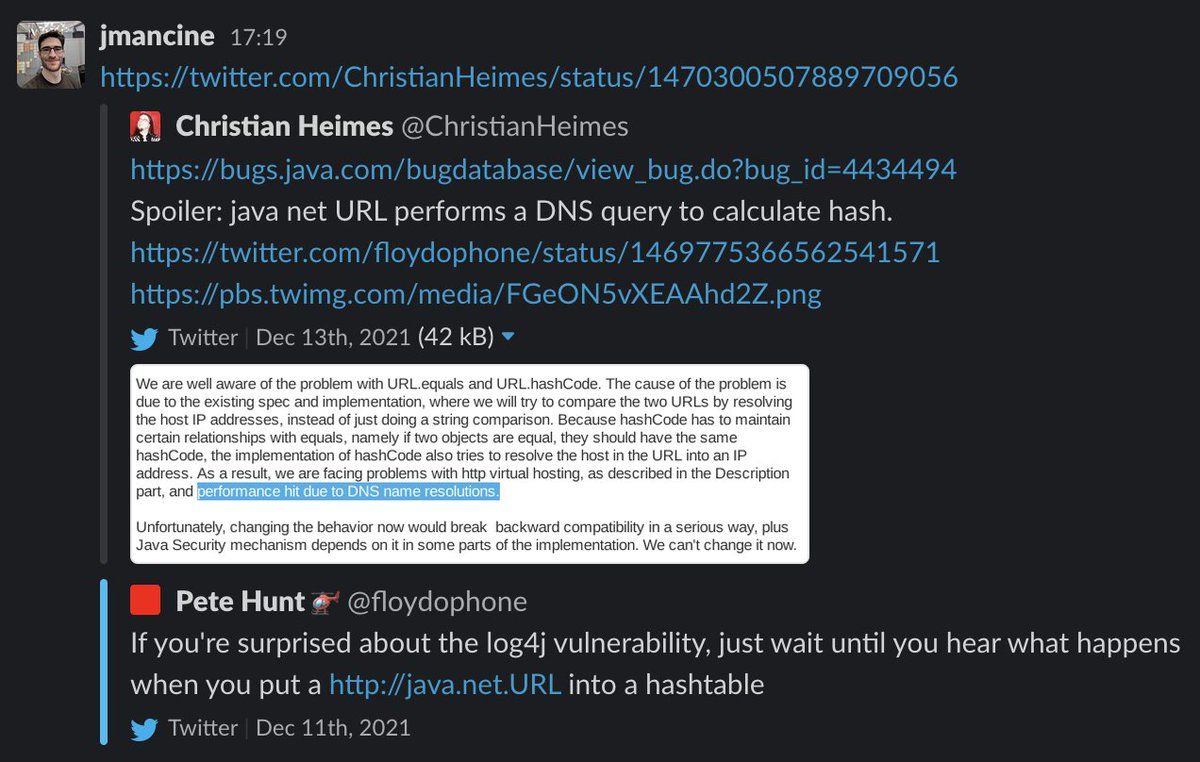 jmancine 17:19
https://twitter.com/ChristianHeimes/status/1470300507889709056
Christian Heimes @ChristianHeimes
https://bugs.java.com/bugdatabase/view_bug.do?bug_id=4434494
Spoiler: java net URL performs a DNS query to calculate hash.
https://twitter.com/floydophone/status/1469775366562541571
https://pbs.twimg.com/media/FGeON5vXEAAhd2Z.png
Twitter | Dec 13th, 2021 (42 kB)
We are well aware of the problem with URL.equals and URL.hashCode. The cause of the problem is
due to the existing spec and implementation, where we will try to compare the two URLs by resolving
the host IP addresses, instead of just doing a string comparison. Because hashCode has to maintain
certain relationships with equals, namely if two objects are equal, they should have the same
hashCode, the implementation of hashCode also tries to resolve the host in the URL into an IP
address. As a result, we are facing problems with http virtual hosting, as described in the Description
part, and performance hit due to DNS name resolutions.
Unfortunately, changing the behavior now would break  backward compatibility in a serious way, plus
Java Security mechanism depends on it in some parts of the implementation. We can't change it now.
Pete Hunt 🚁 @floydophone
If you're surprised about the log4j vulnerability, just wait until you hear what happens
when you put a http://java.net.URL into a hashtable
Twitter | Dec 11th, 2021